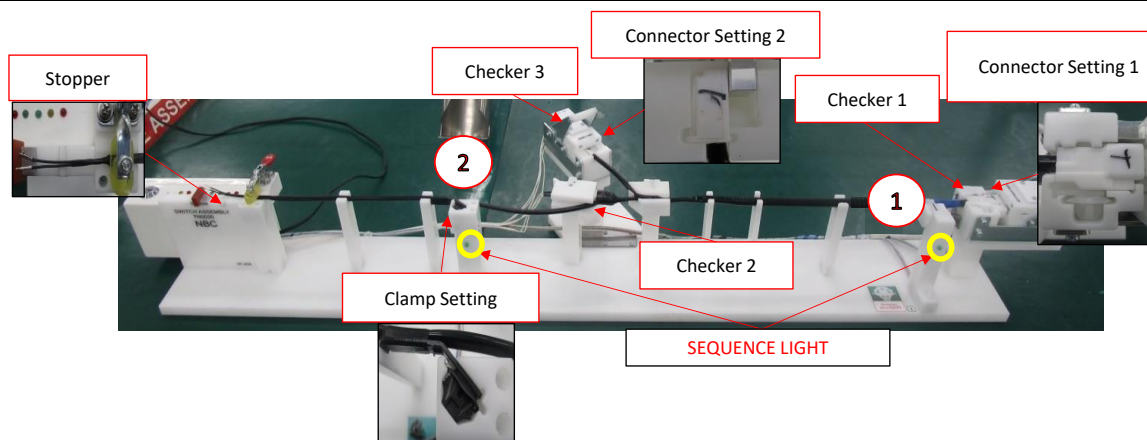 Stopper
Checker 3
Connector Setting 2
Checker 1
Connector Setting 1
2
1
SWITCH ASSEMBLY
NBC
Clamp Setting
Checker 2
SEQUENCE LIGHT